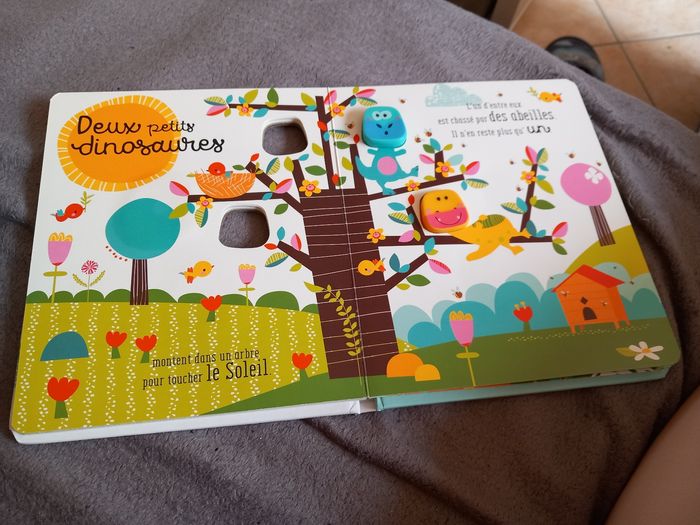 Deux petits
dinosaures
montent dans un arbre
pour toucher le Soleil.
L'un d'entre eux
est chassé par des abeilles.
Il n'en reste plus qu'un